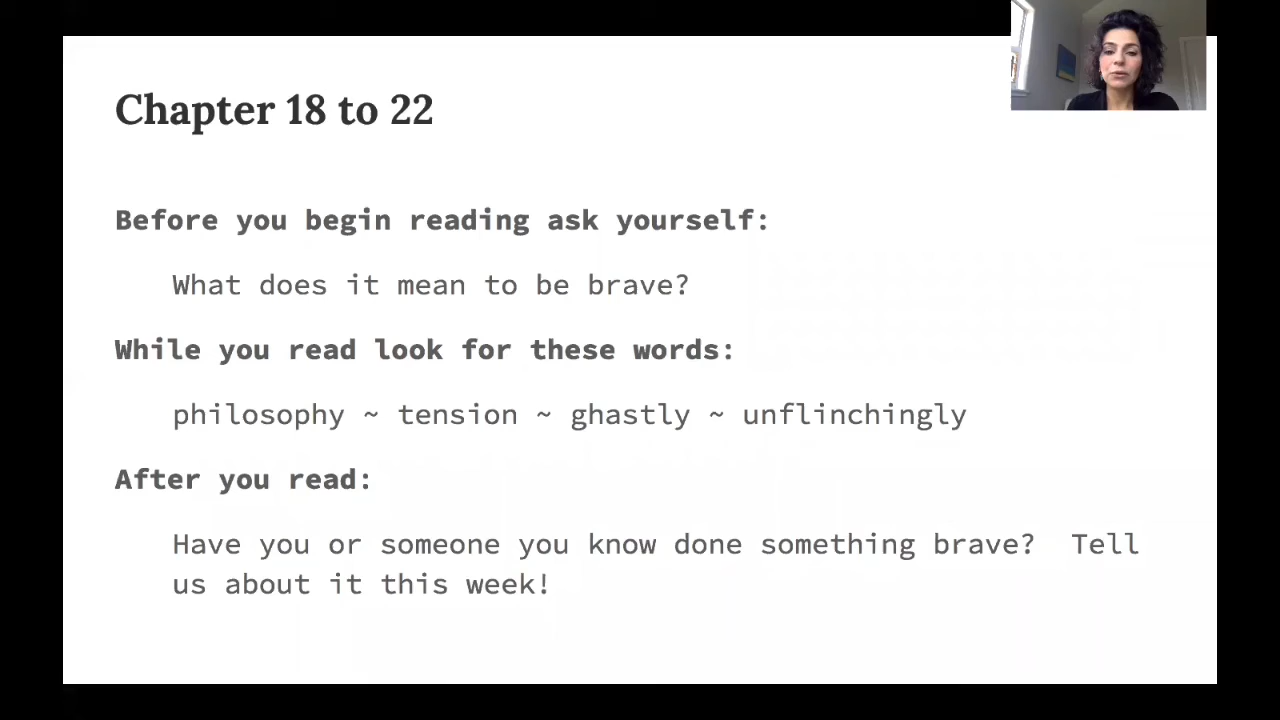 Chapter 18 to 22
Before you begin reading ask yourself:
What does it mean to be brave?
While you read look for these words:
philosophy ~ tension ~ ghastly ~ unflinchingly
After you read:
Have you or someone you know done something brave?  Tell
us about it this week!